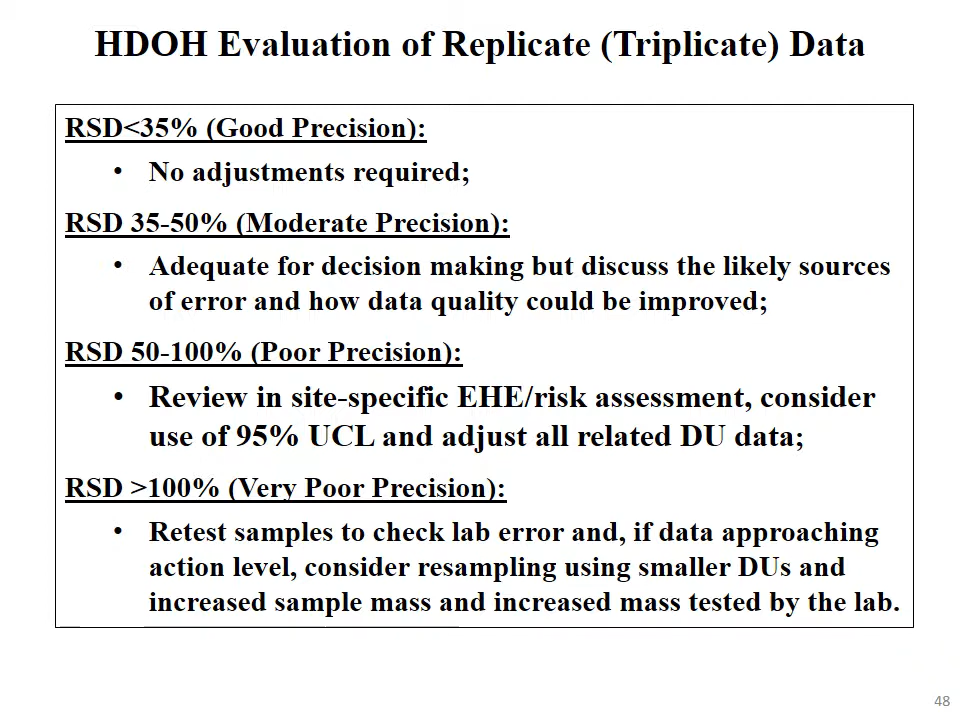 HDOH Evaluation of Replicate (Triplicate) Data
RSD<35% (Good Precision):
• No adjustments required;
RSD 35-50% (Moderate Precision):
• Adequate for decision making but discuss the likely sources
of error and how data quality could be improved;
RSD 50-100% (Poor Precision):
• Review in site-specific EHE/risk assessment, consider
use of 95% UCL and adjust all related DU data;
RSD >100% (Very Poor Precision):
• Retest samples to check lab error and, if data approaching
action level, consider resampling using smaller DUs and
increased sample mass and increased mass tested by the lab.
48